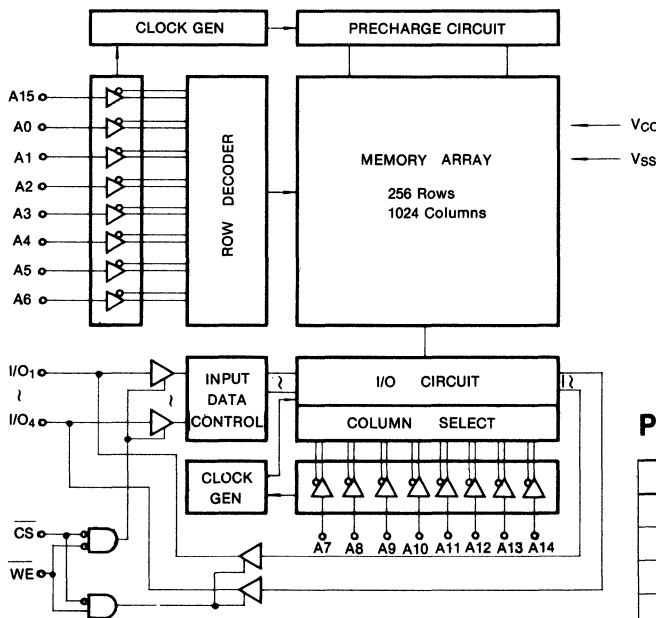 CLOCK GEN
PRECHARGE CIRCUIT
A15
A0
A1
A2
A3
A4
A5
A6
ROW DECODER
MEMORY ARRAY
256 Rows
1024 Columns
Vcc
Vss
I/O1
~
I/O4
~
INPUT
DATA
CONTROL
~
I/O CIRCUIT
~
COLUMN SELECT
CLOCK
GEN
A7
A8
A9
A10
A11
A12
A13
A14
CS
WE
P